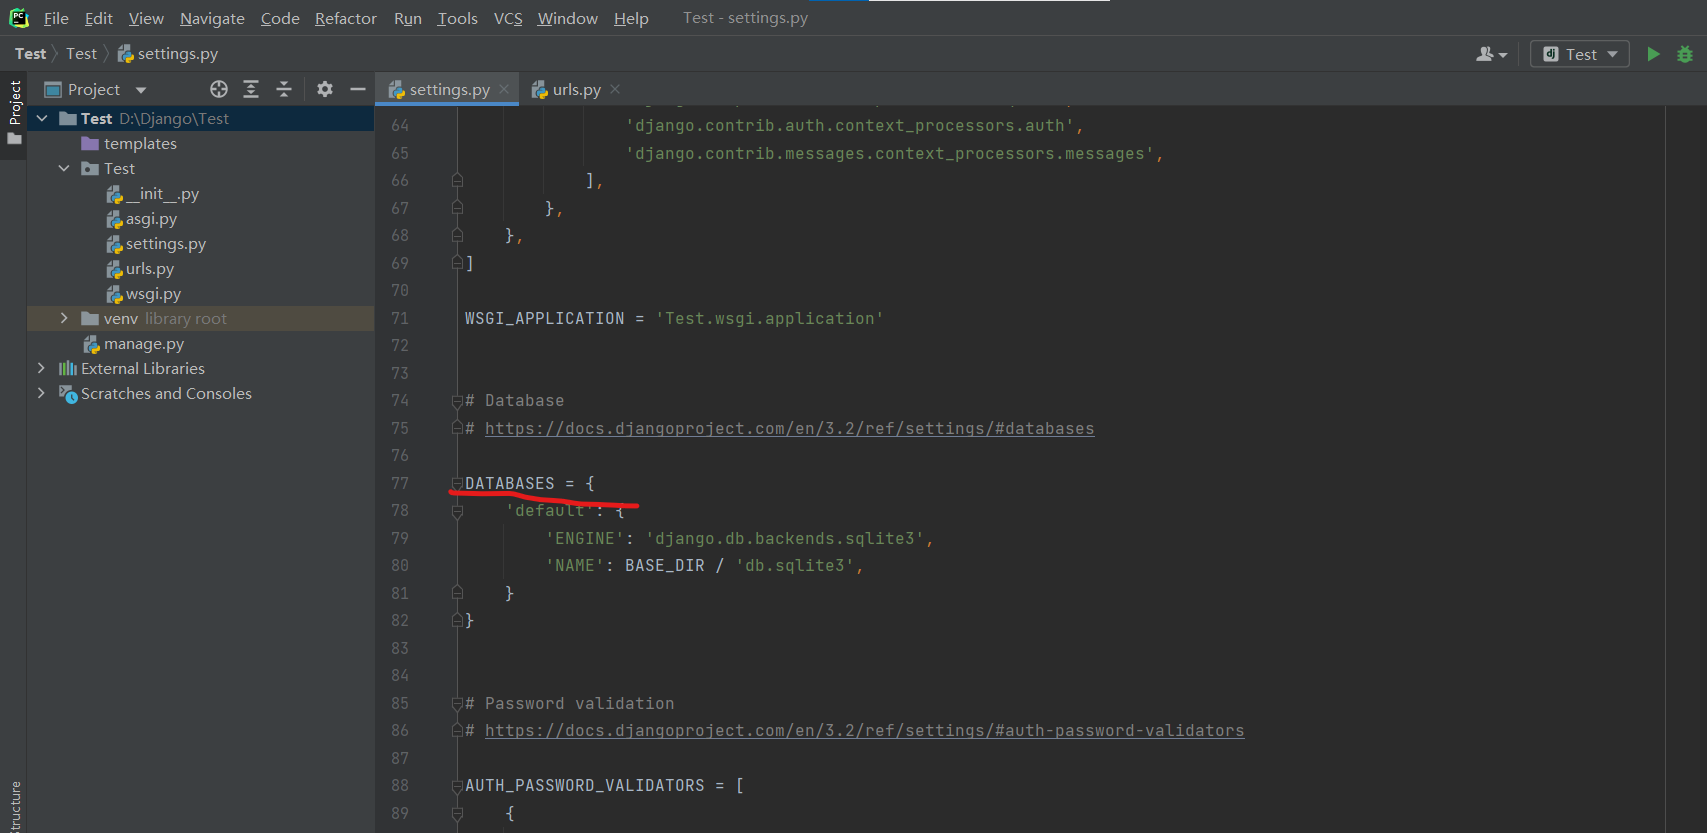 File Edit View Navigate Code Refactor Run Tools VCS Window Help Test - settings.py
Test Test settings.py Test
Project
Project
settings.py urls.py
Test D:\Django\Test
templates
Test
__init__.py
asgi.py
settings.py
urls.py
wsgi.py
venv library root
manage.py
External Libraries
Scratches and Consoles
Structure
64 'django.contrib.auth.context_processors.auth',
65 'django.contrib.messages.context_processors.messages',
66 ],
67 },
68 },
69 ]
70
71 WSGI_APPLICATION = 'Test.wsgi.application'
72
73
74 # Database
75 # https://docs.djangoproject.com/en/3.2/ref/settings/#databases
76
77 DATABASES = {
78 'default': {
79 'ENGINE': 'django.db.backends.sqlite3',
80 'NAME': BASE_DIR / 'db.sqlite3',
81 }
82 }
83
84
85 # Password validation
86 # https://docs.djangoproject.com/en/3.2/ref/settings/#auth-password-validators
87
88 AUTH_PASSWORD_VALIDATORS = [
89 {